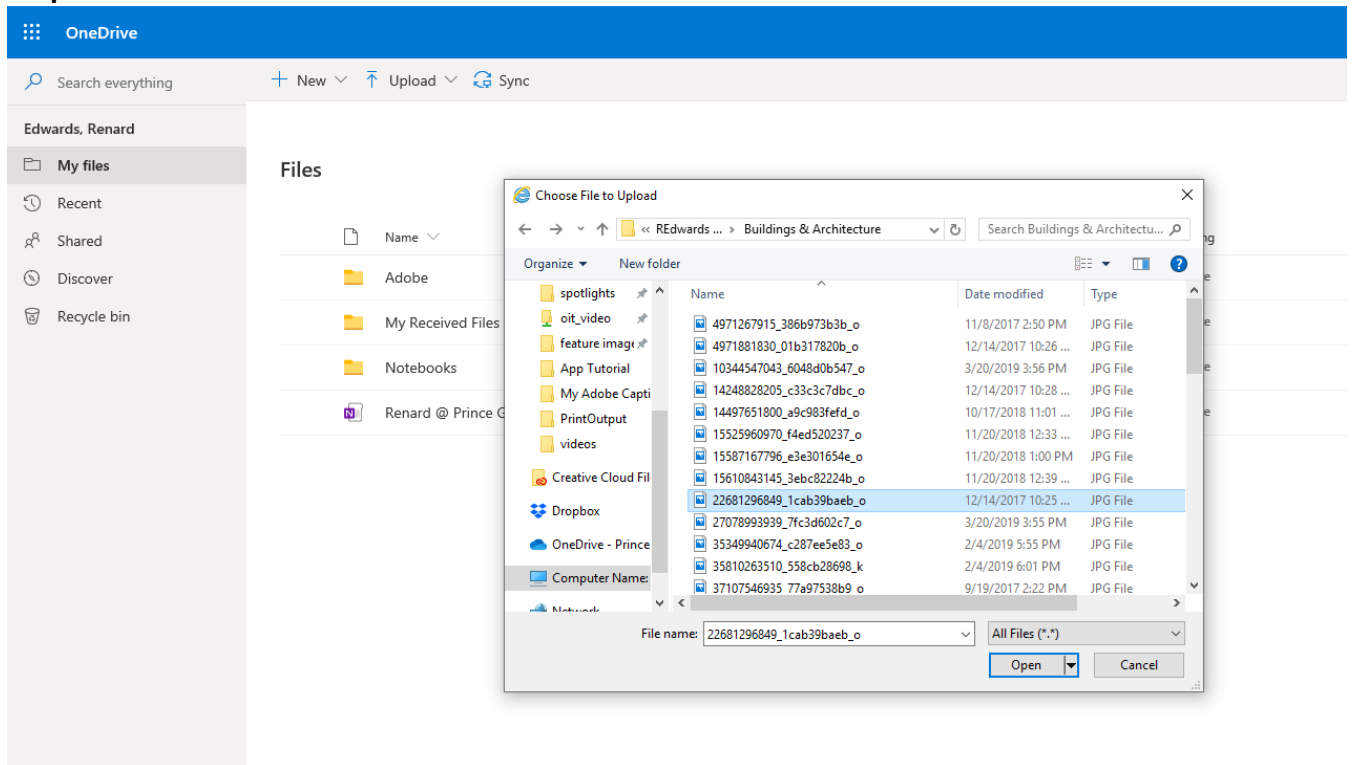 OneDrive
Search everything
New Upload Sync
Edwards, Renard
My files
Recent
Shared
Discover
Recycle bin
Files
Name
Adobe
My Received Files
Notebooks
Renard @ Prince G
Choose File to Upload
« REdwards ... > Buildings & Architecture
Search Buildings & Architectu...
Organize New folder
spotlights
oit_video
feature image
App Tutorial
My Adobe Capti
PrintOutput
videos
Creative Cloud Fil
Dropbox
OneDrive - Prince
Computer Name:
Network
Name Date modified Type
4971267915_386b973b3b_o 11/8/2017 2:50 PM JPG File
4971881830_01b317820b_o 12/14/2017 10:26 ... JPG File
10344547043_6048d0b547_o 3/20/2019 3:56 PM JPG File
14248828205_c33c3c7dbc_o 12/14/2017 10:28 ... JPG File
14497651800_a9c983fefd_o 10/17/2018 11:01 ... JPG File
15525960970_f4ed520237_o 11/20/2018 12:33 ... JPG File
15587167796_e3e301654e_o 11/20/2018 1:00 PM JPG File
15610843145_3ebc82224b_o 11/20/2018 12:39 ... JPG File
22681296849_1cab39baeb_o 12/14/2017 10:25 ... JPG File
27078993939_7fc3d602c7_o 3/20/2019 3:55 PM JPG File
35349940674_c287ee5e83_o 2/4/2019 5:55 PM JPG File
35810263510_558cb28698_k 2/4/2019 6:01 PM JPG File
37107546935_77a97538b9_o 9/19/2017 2:22 PM JPG File
File name: 22681296849_1cab39baeb_o All Files (*.*)
Open Cancel